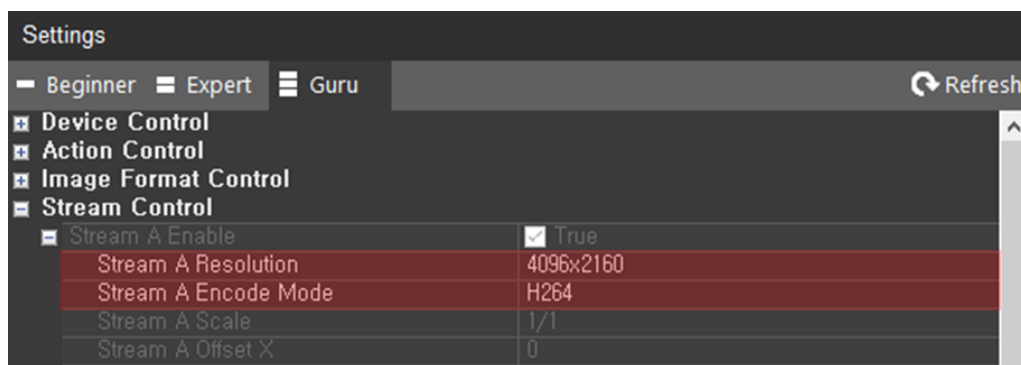 Settings
Beginner Expert Guru Refresh
Device Control
Action Control
Image Format Control
Stream Control
Stream A Enable True
Stream A Resolution 4096x2160
Stream A Encode Mode H264
Stream A Scale 1/1
Stream A Offset X 0